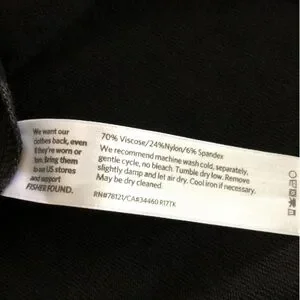 We want our
clothes back, even
if they're worn or
torn. Bring them
to our US stores
and support
FISHER FOUND.
70% Viscose/24%Nylon/6% Spandex
We recommend machine wash cold, separately,
gentle cycle, no bleach. Tumble dry low. Remove
slightly damp and let air dry. Cool iron if necessary.
May be dry cleaned.
RN#78121/CA#34460 R17TK